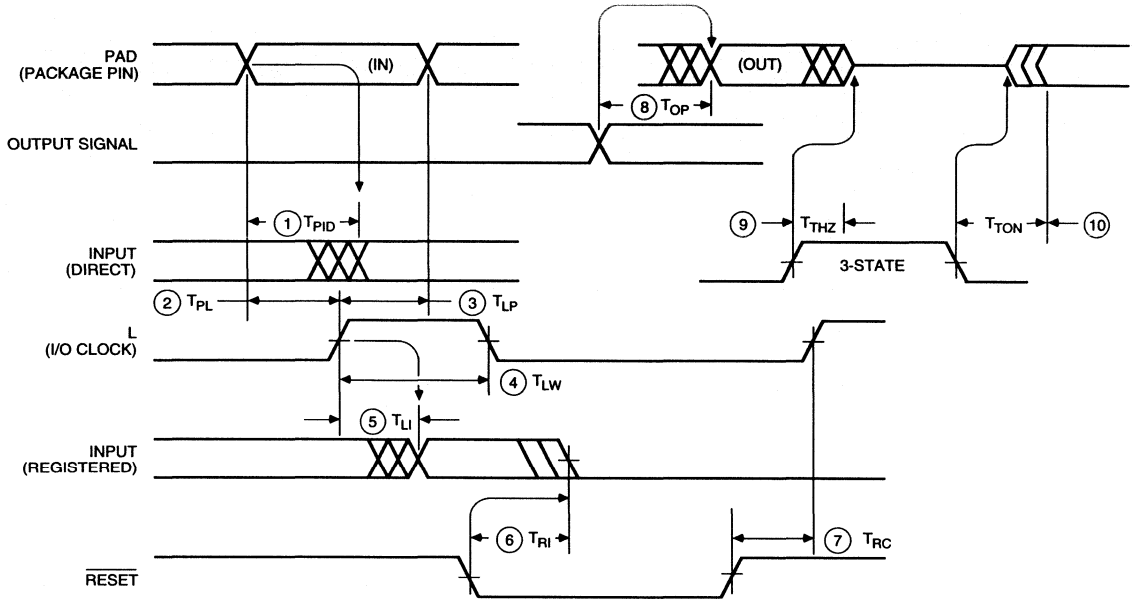 PAD
(PACKAGE PIN)
(IN)
(OUT)
8 TOP
OUTPUT SIGNAL
1 TPID
9 TTHZ
TTON 10
INPUT
(DIRECT)
3-STATE
2 TPL
3 TLP
L
(I/O CLOCK)
4 TLW
5 TLI
INPUT
(REGISTERED)
6 TRI
7 TRC
RESET